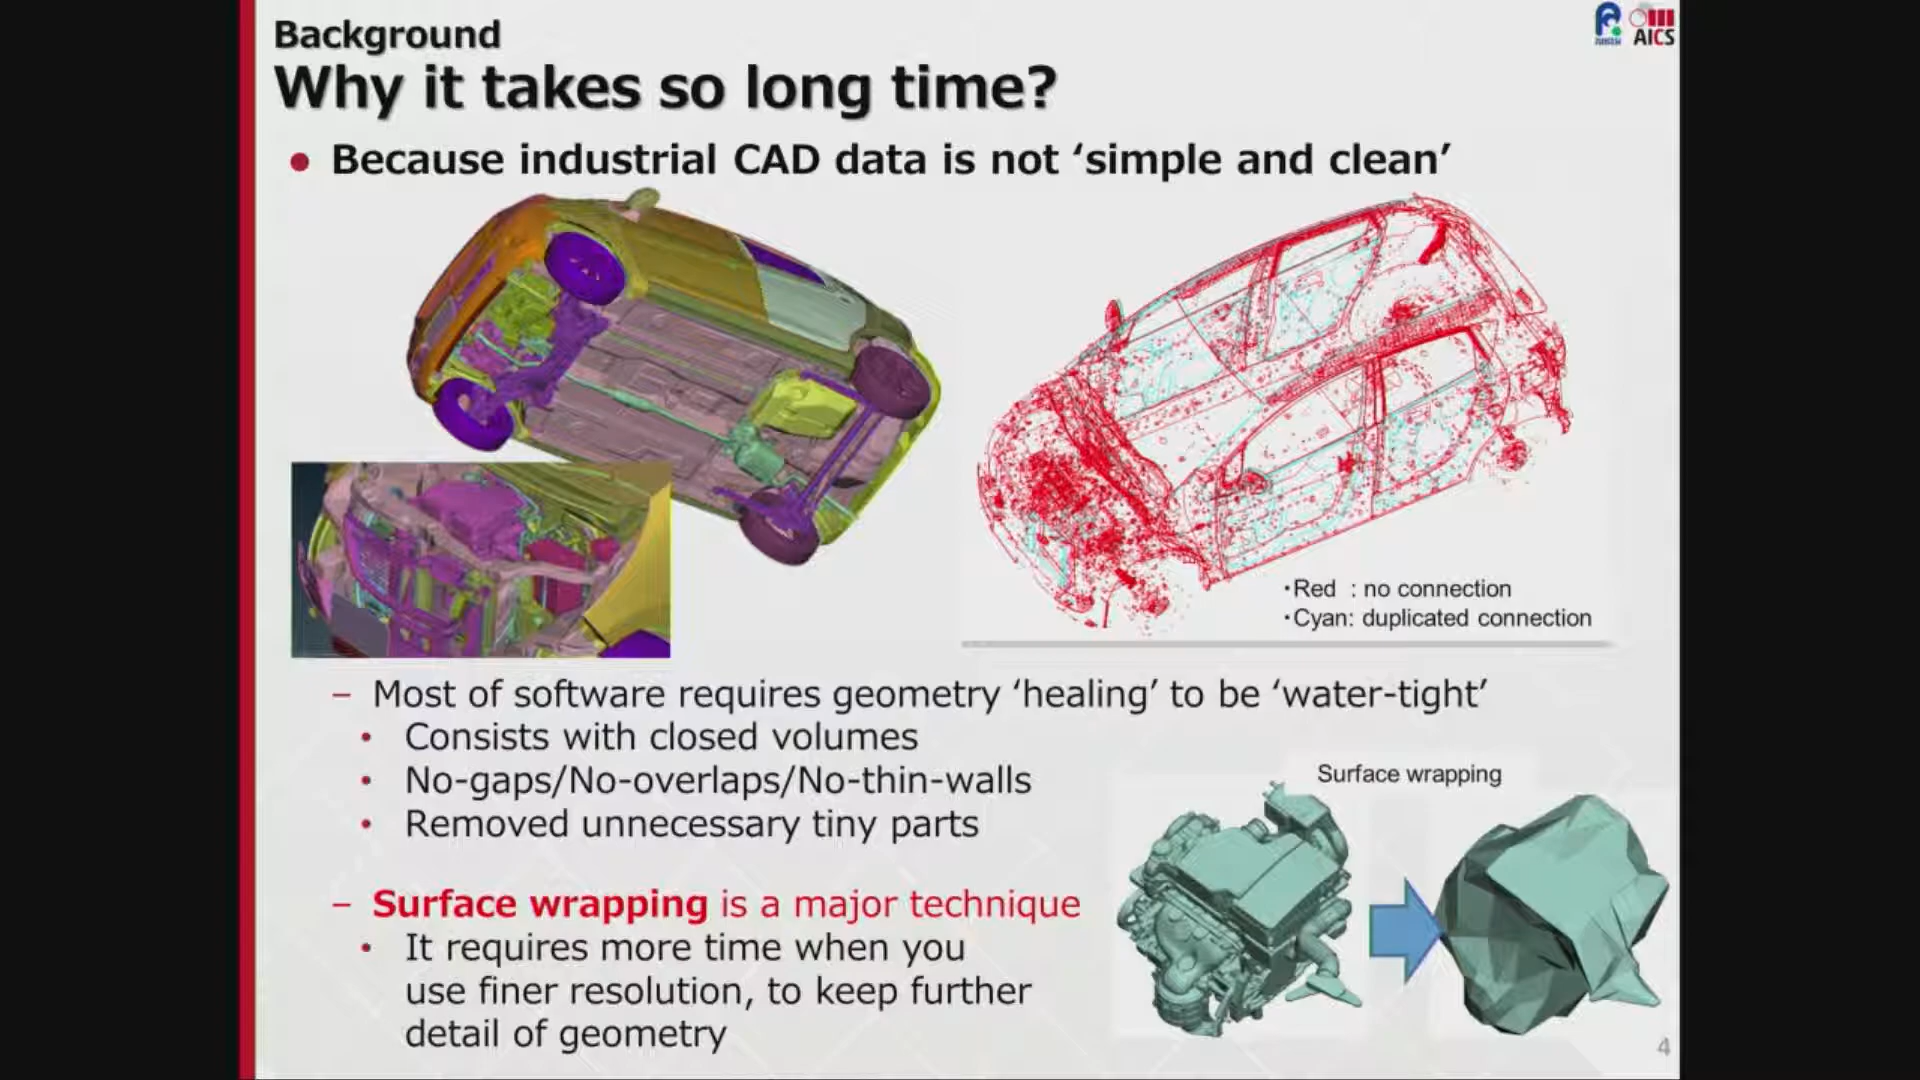 Background
Why it takes so long time?
AICS
● Because industrial CAD data is not ‘simple and clean’
・Red : no connection
・Cyan: duplicated connection
– Most of software requires geometry ‘healing’ to be ‘water-tight’
• Consists with closed volumes
• No-gaps/No-overlaps/No-thin-walls
• Removed unnecessary tiny parts
Surface wrapping
– Surface wrapping is a major technique
• It requires more time when you
use finer resolution, to keep further
detail of geometry
4